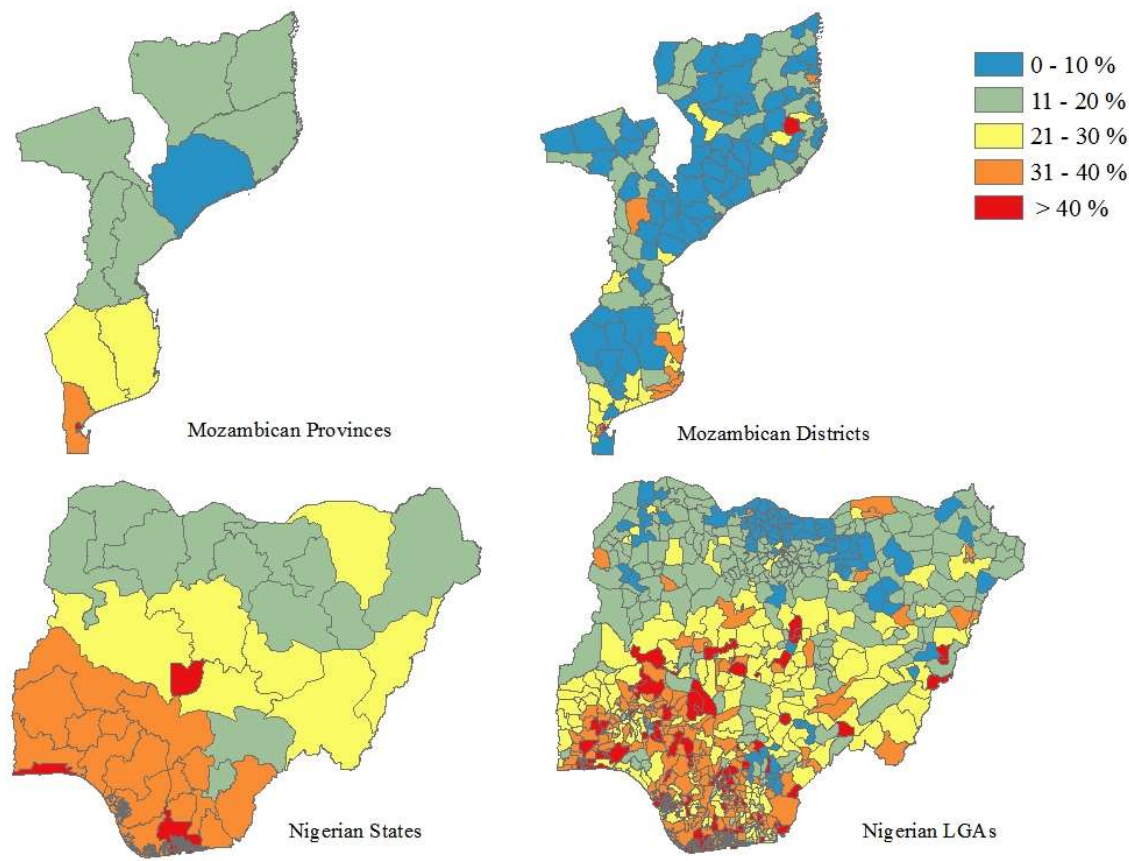 0 - 10 %
11 - 20 %
21 - 30 %
31 - 40 %
> 40 %
Mozambican Provinces
Mozambican Districts
Nigerian States
Nigerian LGAs